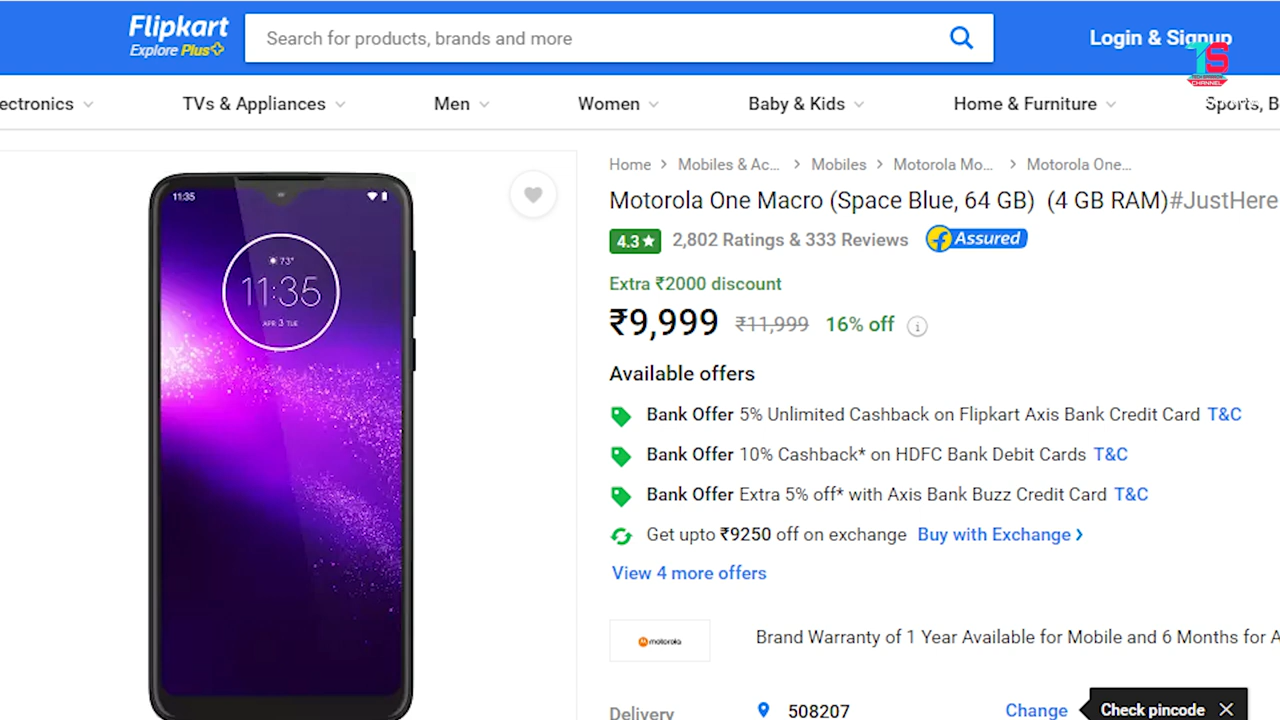 Flipkart
Explore Plus
Search for products, brands and more
Login & Signup
TS
CHANNEL
ectronics
TVs & Appliances
Men
Women
Baby & Kids
Home & Furniture
Sports, B
Home > Mobiles & Ac... > Mobiles > Motorola Mo... > Motorola One...
Motorola One Macro (Space Blue, 64 GB) (4 GB RAM)#JustHere
4.3★ 2,802 Ratings & 333 Reviews Assured
Extra ₹2000 discount
₹9,999 ₹11,999 16% off
Available offers
Bank Offer 5% Unlimited Cashback on Flipkart Axis Bank Credit Card T&C
Bank Offer 10% Cashback* on HDFC Bank Debit Cards T&C
Bank Offer Extra 5% off* with Axis Bank Buzz Credit Card T&C
Get upto ₹9250 off on exchange Buy with Exchange ›
View 4 more offers
motorola
Brand Warranty of 1 Year Available for Mobile and 6 Months for A
Delivery
508207
Change
Check pincode
11:35
73°
11:35
APR 3 TUE